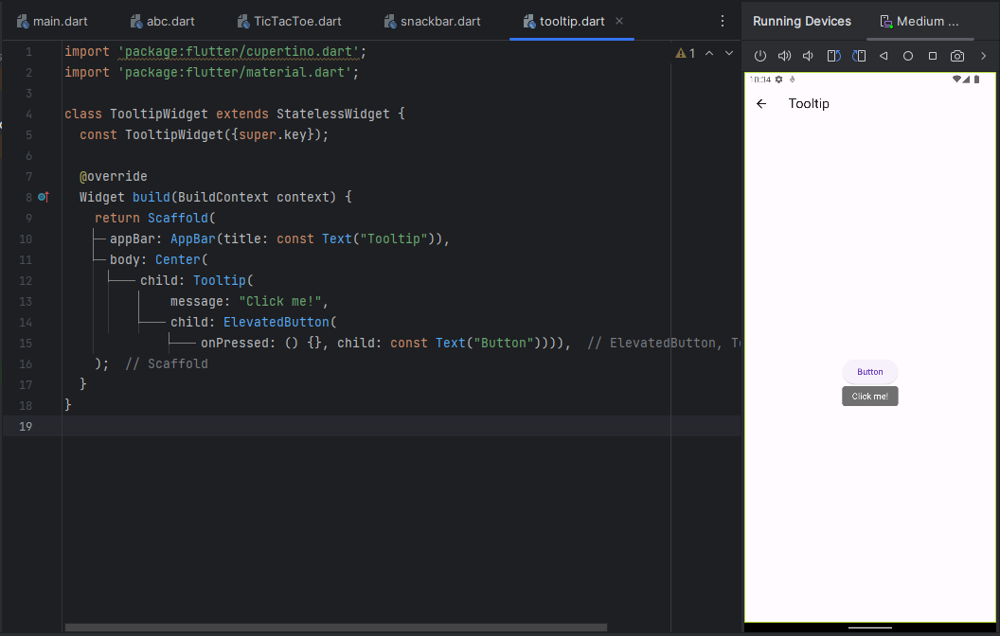 main.dart abc.dart TicTacToe.dart snackbar.dart tooltip.dart
Running Devices Medium ...
1 import 'package:flutter/cupertino.dart';
1
2 import 'package:flutter/material.dart';
3
4 class TooltipWidget extends StatelessWidget {
5 const TooltipWidget({super.key});
6
7 @override
8 Widget build(BuildContext context) {
9 return Scaffold(
10 appBar: AppBar(title: const Text("Tooltip")),
11 body: Center(
12 child: Tooltip(
13 message: "Click me!",
14 child: ElevatedButton(
15 onPressed: () {}, child: const Text("Button")))), // ElevatedButton,
16 ); // Scaffold
17 }
18 }
19
10:34
Tooltip
Button
Click me!